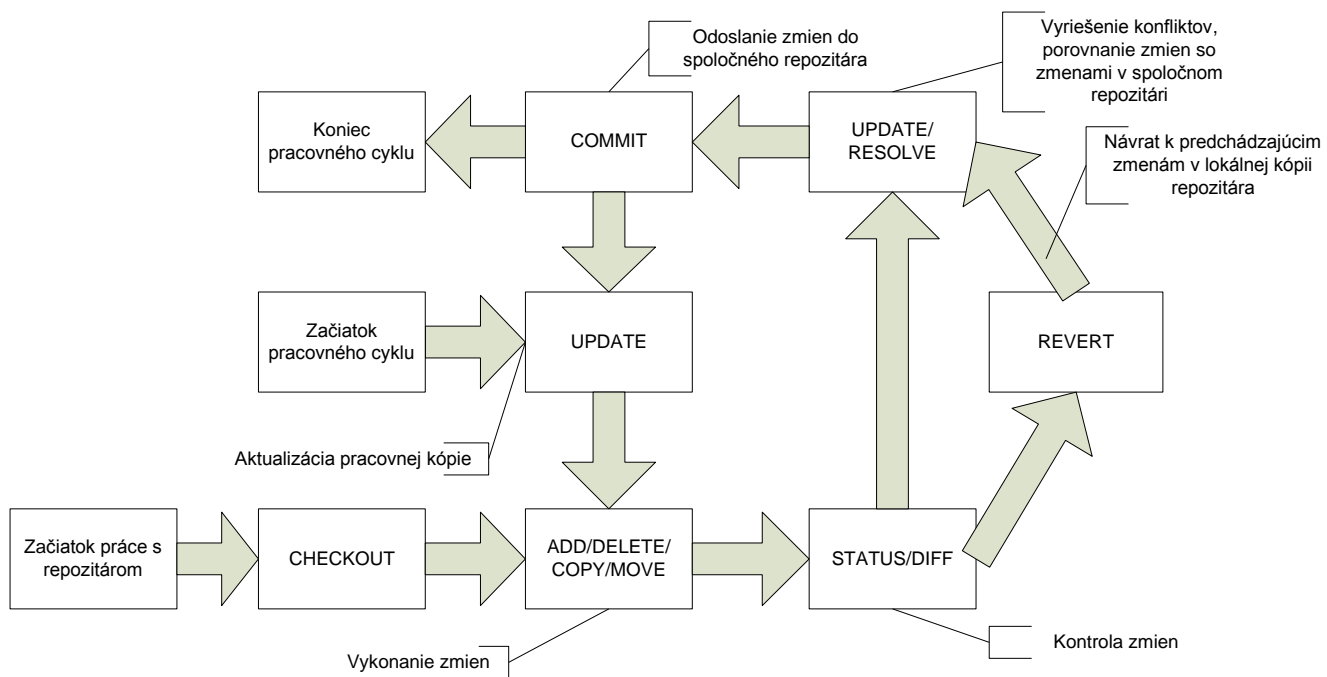 Odoslanie zmien do
spoločného repozitára
Vyriešenie konfliktov,
porovnanie zmien so
zmenami v spoločnom
repozitári
Koniec
pracovného cyklu
COMMIT
UPDATE/
RESOLVE
Návrat k predchádzajúcim
zmenám v lokálnej kópii
repozitára
Začiatok
pracovného cyklu
UPDATE
REVERT
Aktualizácia pracovnej kópie
Začiatok práce s
repozitárom
CHECKOUT
ADD/DELETE/
COPY/MOVE
STATUS/DIFF
Vykonanie zmien
Kontrola zmien